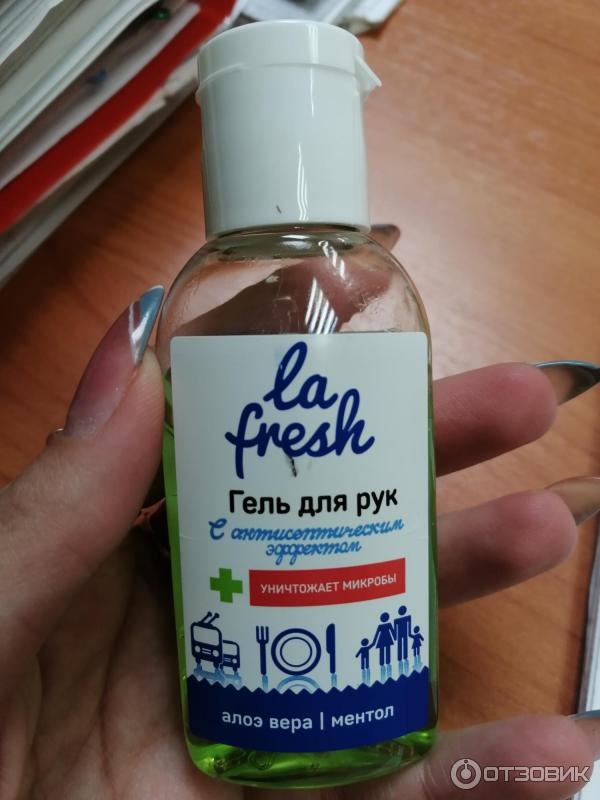 la
fresh
Гель для рук
С антисептическим
эффектом
УНИЧТОЖАЕТ МИКРОБЫ
алоэ вера | ментол
ОТЗОВИК